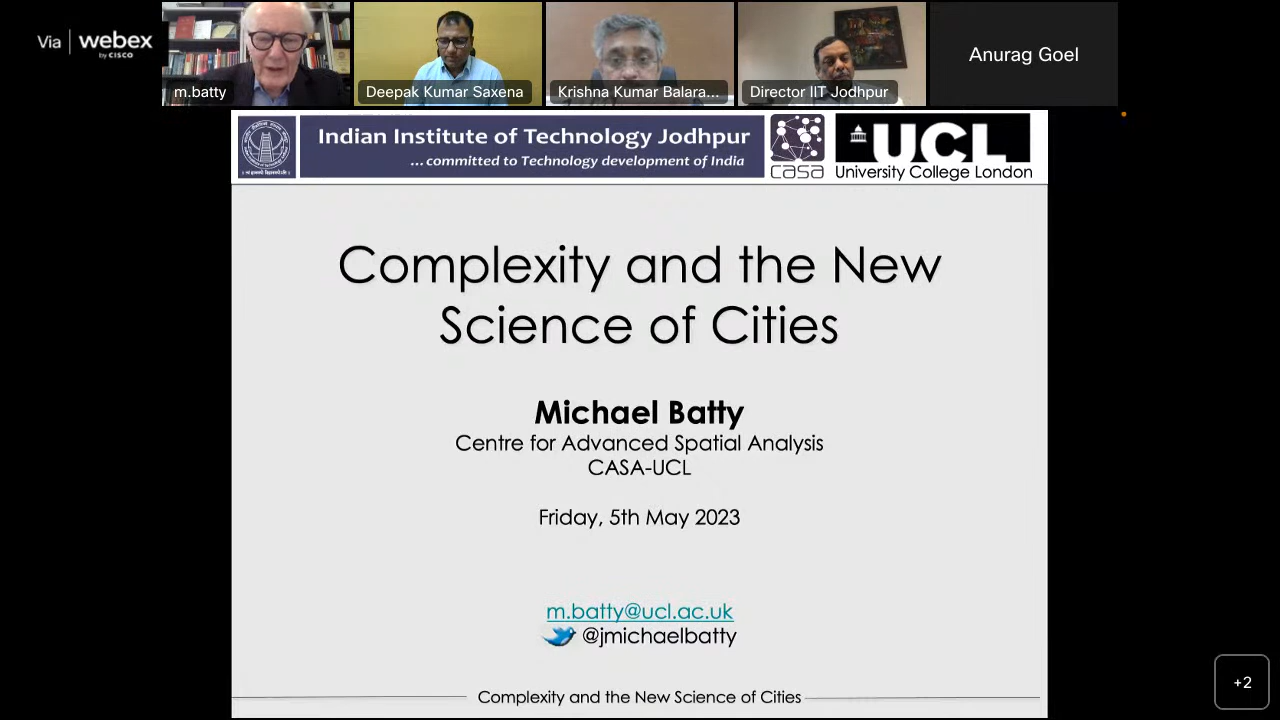 Via | webex
by CISCO
m.batty
Deepak Kumar Saxena
Krishna Kumar Balara...
Director IIT Jodhpur
Anurag Goel
Indian Institute of Technology Jodhpur
...committed to Technology development of India
casa
UCL
University College London
Complexity and the New
Science of Cities
Michael Batty
Centre for Advanced Spatial Analysis
CASA-UCL
Friday, 5th May 2023
m.batty@ucl.ac.uk
@jmichaelbatty
Complexity and the New Science of Cities
+2